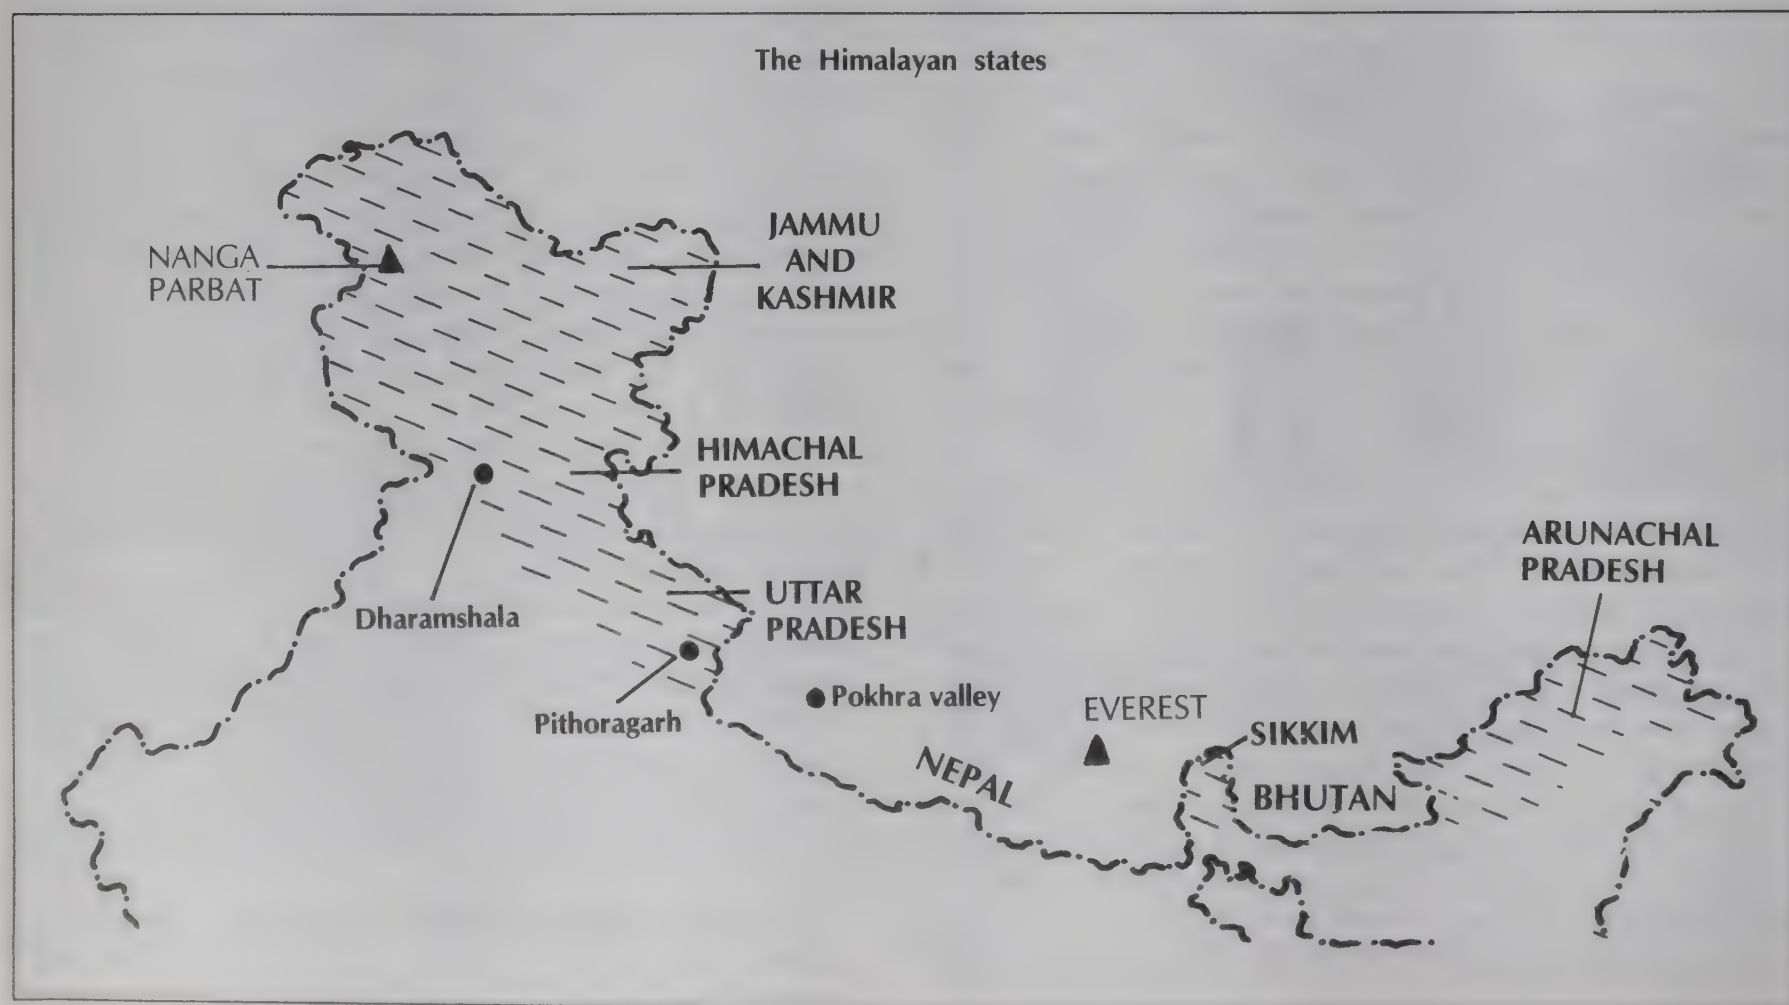 The Himalayan states
JAMMU
AND
KASHMIR
NANGA
PARBAT
HIMACHAL
PRADESH
ARUNACHAL
PRADESH
UTTAR
PRADESH
Dharamshala
Pithoragarh
Pokhra valley
EVEREST
NEPAL
SIKKIM
BHUTAN